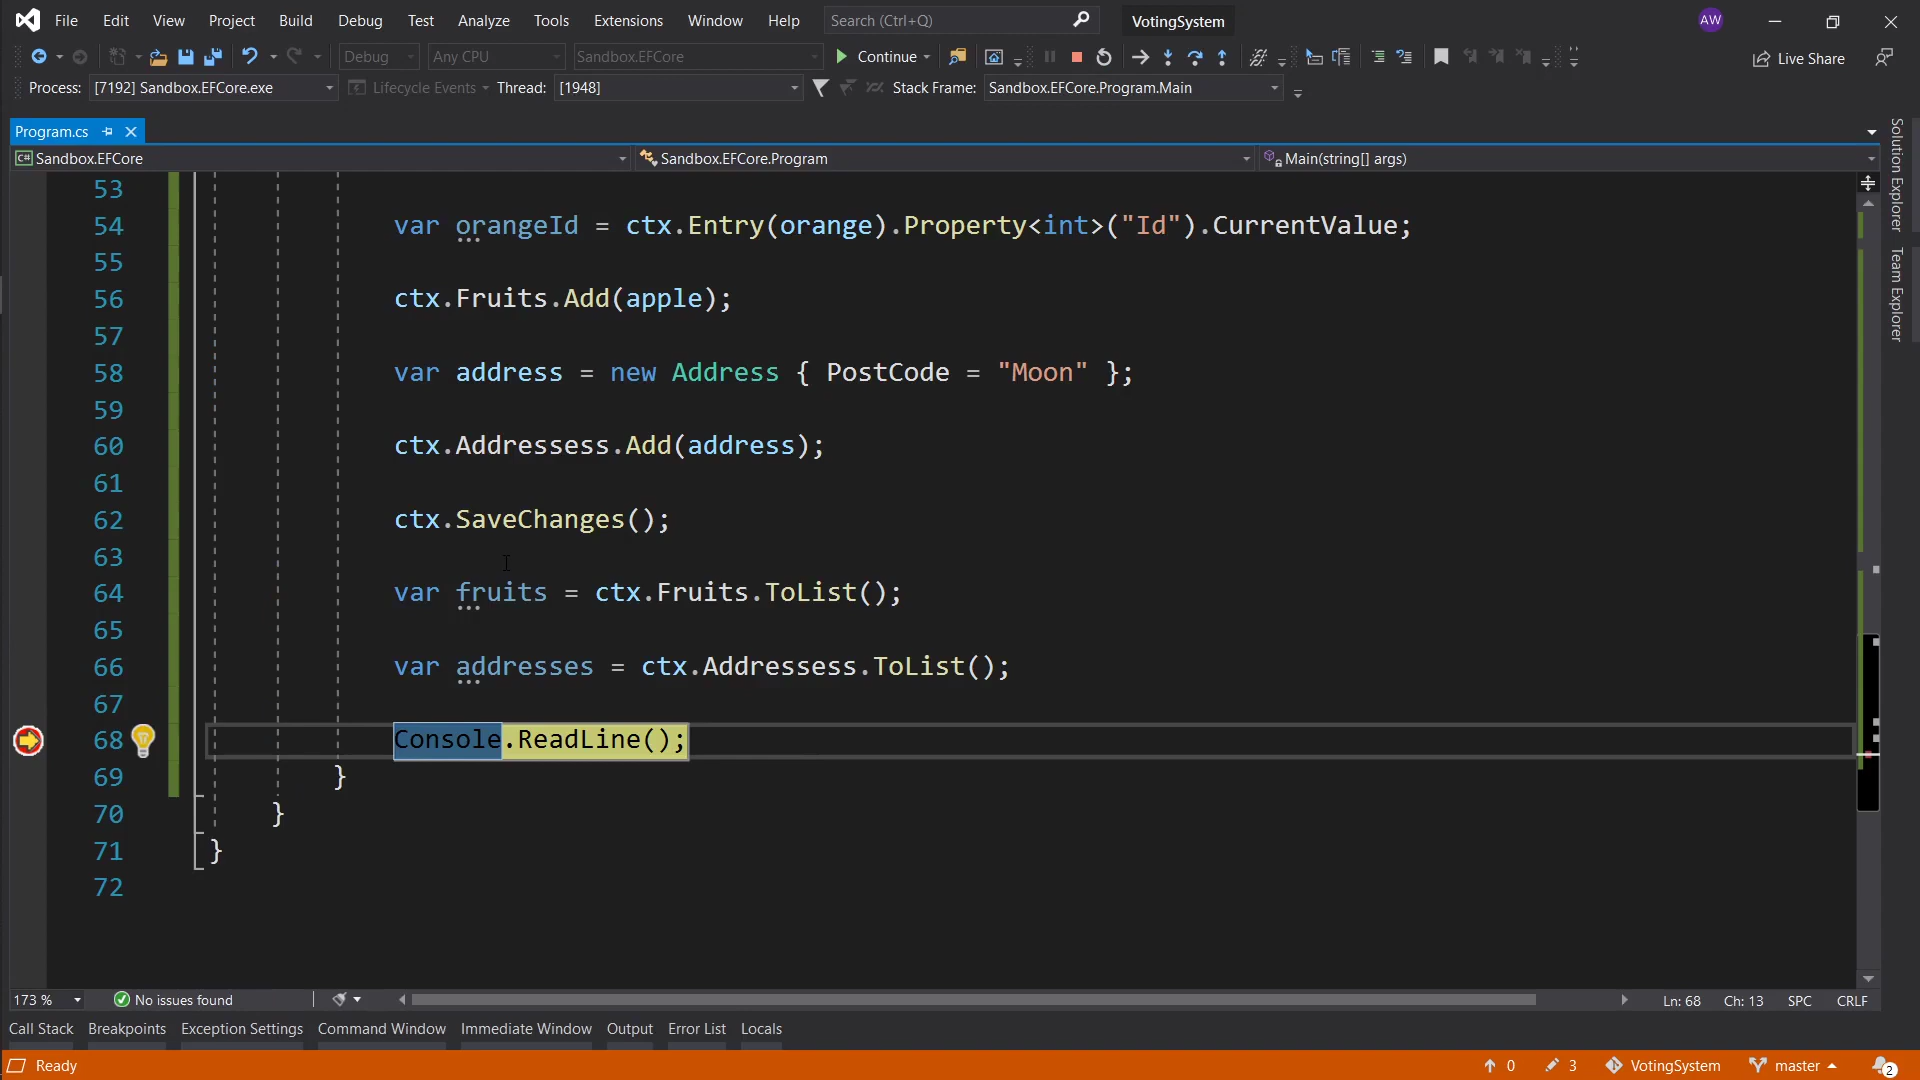 File Edit View Project Build Debug Test Analyze Tools Extensions Window Help Search (Ctrl+Q) VotingSystem AW
Debug Any CPU Sandbox.EFCore Continue Live Share
Process: [7192] Sandbox.EFCore.exe Lifecycle Events Thread: [1948] Stack Frame: Sandbox.EFCore.Program.Main
Program.cs
C# Sandbox.EFCore Sandbox.EFCore.Program Main(string[] args)
Solution Explorer
Team Explorer
53
54 var orangeId = ctx.Entry(orange).Property<int>("Id").CurrentValue;
55
56 ctx.Fruits.Add(apple);
57
58 var address = new Address { PostCode = "Moon" };
59
60 ctx.Addressess.Add(address);
61
62 ctx.SaveChanges();
63
64 var fruits = ctx.Fruits.ToList();
65
66 var addresses = ctx.Addressess.ToList();
67
68 Console.ReadLine();
69 }
70 }
71 }
72
173 % No issues found Ln: 68 Ch: 13 SPC CRLF
Call Stack Breakpoints Exception Settings Command Window Immediate Window Output Error List Locals
Ready 0 3 VotingSystem master 2